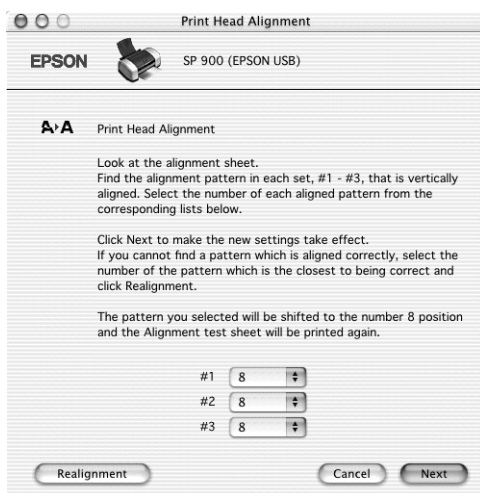 Print Head Alignment
EPSON
SP 900 (EPSON USB)
A A
Print Head Alignment
Look at the alignment sheet.
Find the alignment pattern in each set, #1 - #3, that is vertically
aligned. Select the number of each aligned pattern from the
corresponding lists below.
Click Next to make the new settings take effect.
If you cannot find a pattern which is aligned correctly, select the
number of the pattern which is the closest to being correct and
click Realignment.
The pattern you selected will be shifted to the number 8 position
and the Alignment test sheet will be printed again.
#1 8
#2 8
#3 8
Realignment Cancel Next